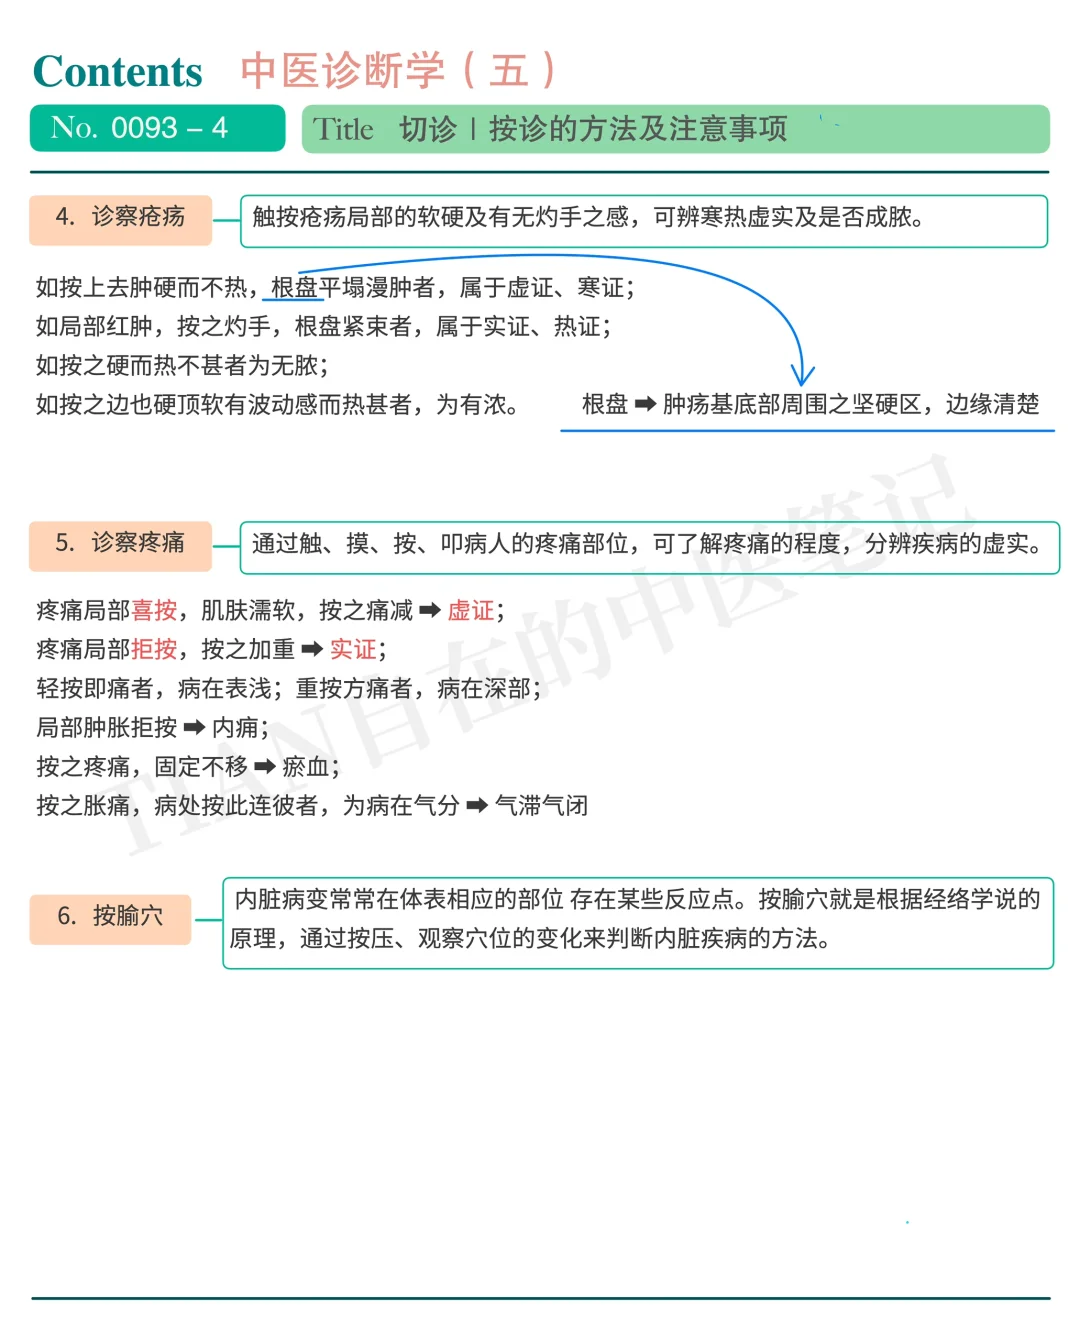 Contents 中医诊断学（五）
No. 0093 – 4 Title 切诊 | 按诊的方法及注意事项
4. 诊察疮疡 触按疮疡局部的软硬及有无灼手之感，可辨寒热虚实及是否成脓。
如按上去肿硬而不热，根盘平塌漫肿者，属于虚证、寒证；
如局部红肿，按之灼手，根盘紧束者，属于实证、热证；
如按之硬而热不甚者为无脓；
如按之边也硬顶软有波动感而热甚者，为有浓。 根盘 ➡ 肿疡基底部周围之坚硬区，边缘清楚
5. 诊察疼痛 通过触、摸、按、叩病人的疼痛部位，可了解疼痛的程度，分辨疾病的虚实。
疼痛局部喜按，肌肤濡软，按之痛减 ➡ 虚证；
疼痛局部拒按，按之加重 ➡ 实证；
轻按即痛者，病在表浅；重按方痛者，病在深部；
局部肿胀拒按 ➡ 内痈；
按之疼痛，固定不移 ➡ 瘀血；
按之胀痛，病处按此连彼者，为病在气分 ➡ 气滞气闭
6. 按腧穴 内脏病变常常在体表相应的部位 存在某些反应点。按腧穴就是根据经络学说的
原理，通过按压、观察穴位的变化来判断内脏疾病的方法。
TIAN自在的中医笔记